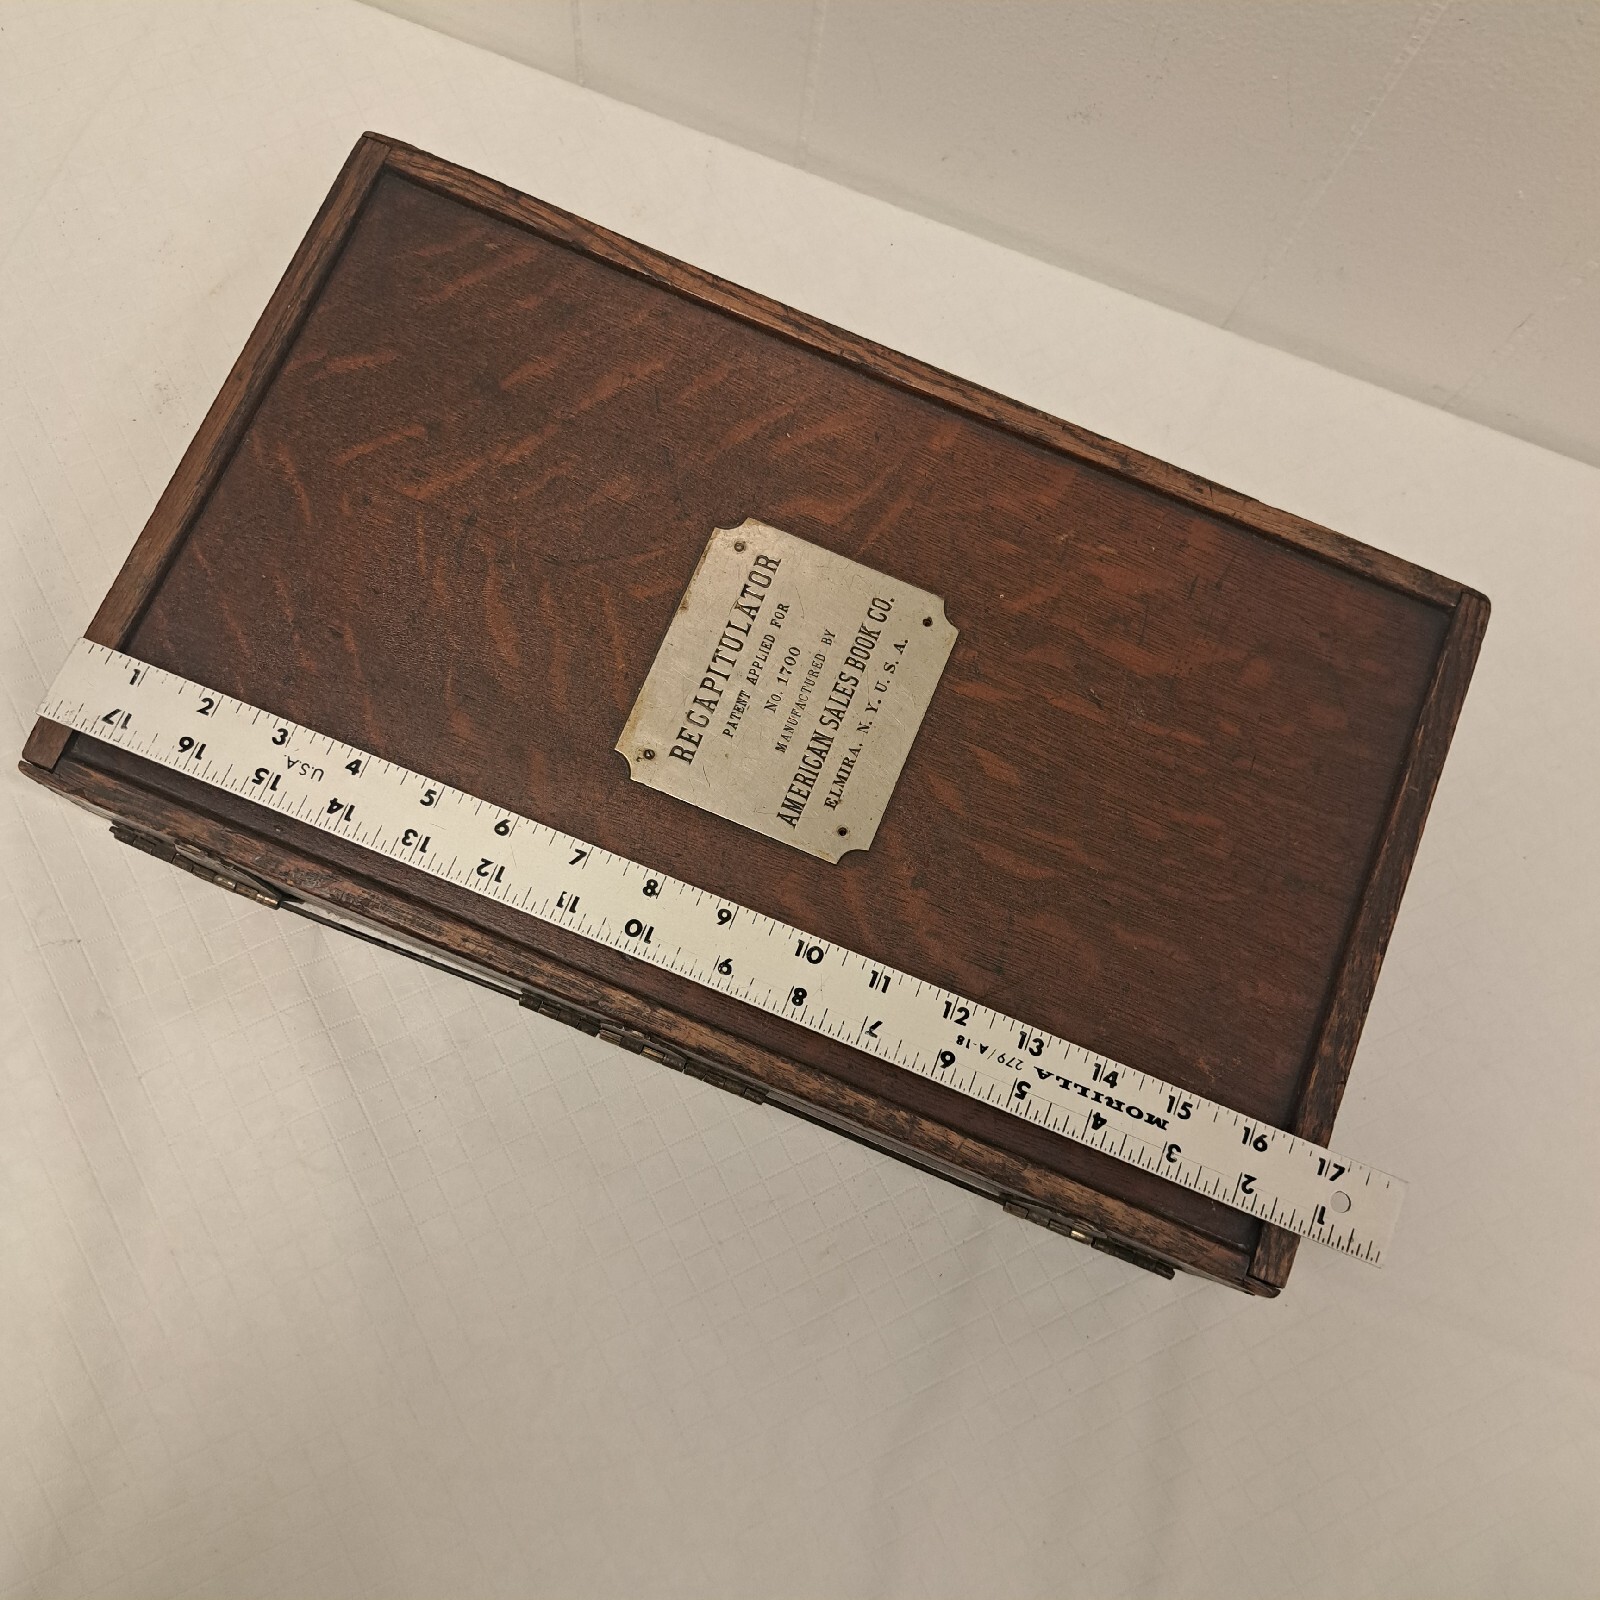 RECAPITULATOR
PATENT APPLIED FOR
NO. 1700
MANUFACTURED BY
AMERICAN SALES BOOK CO.
ELMIRA. N. Y. U. S. A.
1 2 3 4 5 6 7 8 9 10 11 12 13 14 15 16 17
U.S.A.
279/A-18
MORILLA
17 16 15 14 13 12 11 10 9 8 7 6 5 4 3 2 1